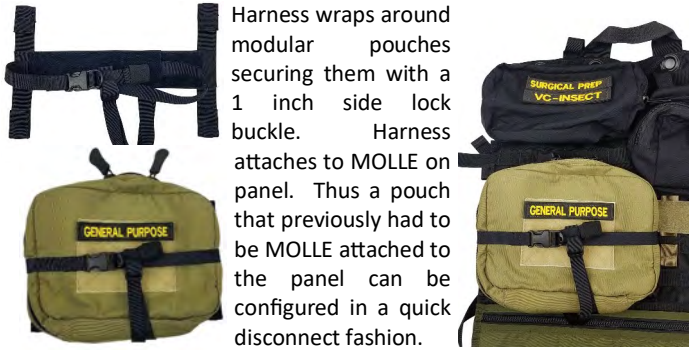 Harness wraps around
modular pouches
securing them with a
1 inch side lock
buckle. Harness
attaches to MOLLE on
panel. Thus a pouch
that previously had to
be MOLLE attached to
the panel can be
configured in a quick
disconnect fashion.
GENERAL PURPOSE
SURGICAL PREP
VC-INSECT
GENERAL PURPOSE